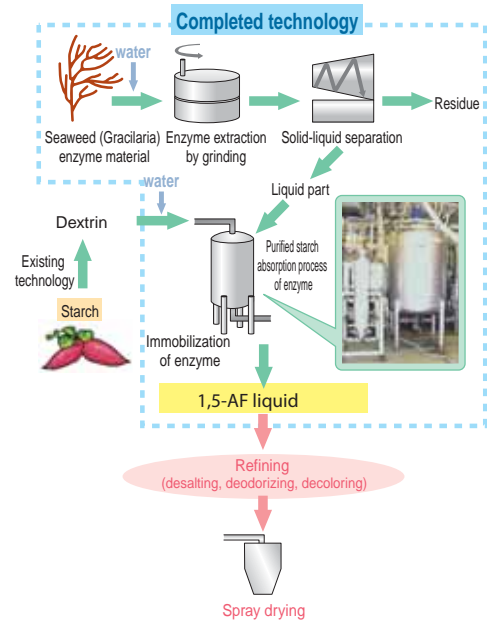 Completed technology
water
Seaweed (Gracilaria)
enzyme material
Enzyme extraction
by grinding
Solid-liquid separation
Residue
water
Liquid part
Dextrin
Purified starch
absorption process
of enzyme
Existing
technology
Starch
Immobilization
of enzyme
1,5-AF liquid
Refining
(desalting, deodorizing, decoloring)
Spray drying